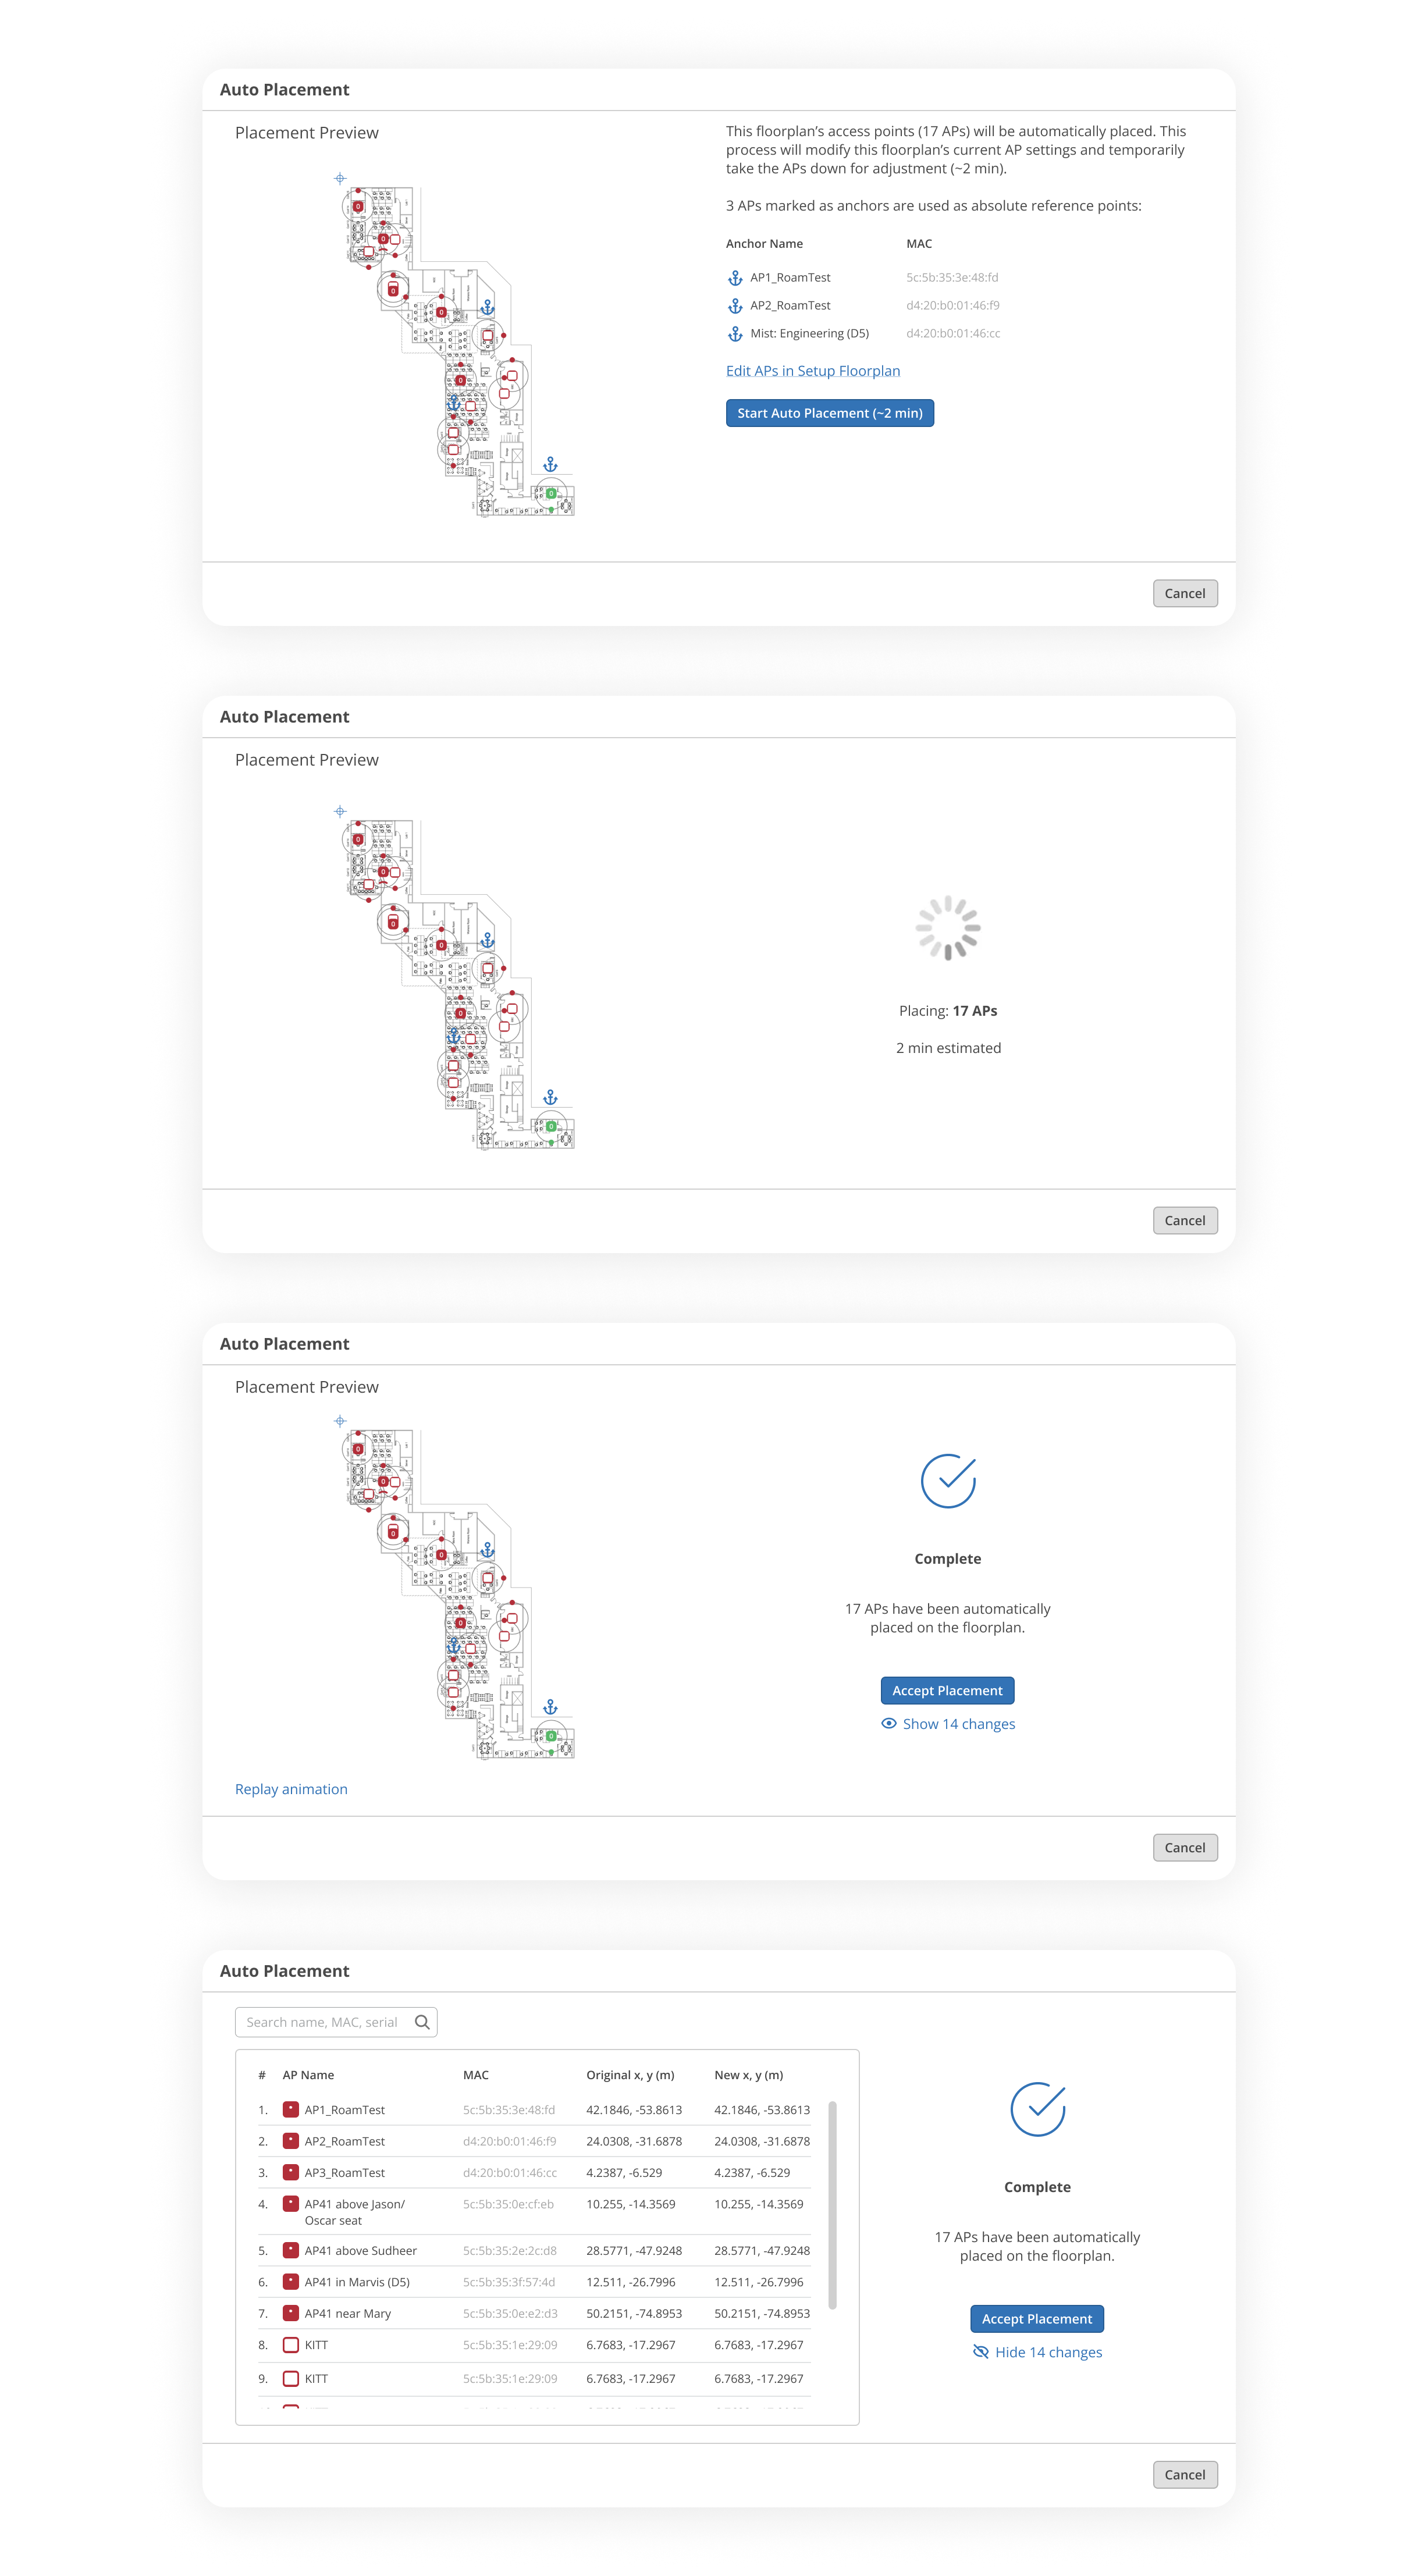 Auto Placement
Placement Preview
This floorplan’s access points (17 APs) will be automatically placed. This
process will modify this floorplan’s current AP settings and temporarily
take the APs down for adjustment (~2 min).
3 APs marked as anchors are used as absolute reference points:
Anchor Name MAC
AP1_RoamTest 5c:5b:35:3e:48:fd
AP2_RoamTest d4:20:b0:01:46:f9
Mist: Engineering (D5) d4:20:b0:01:46:cc
Edit APs in Setup Floorplan
Start Auto Placement (~2 min)
Cancel
Auto Placement
Placement Preview
Placing: 17 APs
2 min estimated
Cancel
Auto Placement
Placement Preview
Complete
17 APs have been automatically
placed on the floorplan.
Accept Placement
Show 14 changes
Replay animation
Cancel
Auto Placement
Search name, MAC, serial
# AP Name MAC Original x, y (m) New x, y (m)
1. AP1_RoamTest 5c:5b:35:3e:48:fd 42.1846, -53.8613 42.1846, -53.8613
2. AP2_RoamTest d4:20:b0:01:46:f9 24.0308, -31.6878 24.0308, -31.6878
3. AP3_RoamTest d4:20:b0:01:46:cc 4.2387, -6.529 4.2387, -6.529
4. AP41 above Jason/ 5c:5b:35:0e:cf:eb 10.255, -14.3569 10.255, -14.3569
Oscar seat
5. AP41 above Sudheer 5c:5b:35:2e:2c:d8 28.5771, -47.9248 28.5771, -47.9248
6. AP41 in Marvis (D5) 5c:5b:35:3f:57:4d 12.511, -26.7996 12.511, -26.7996
7. AP41 near Mary 5c:5b:35:0e:e2:d3 50.2151, -74.8953 50.2151, -74.8953
8. KITT 5c:5b:35:1e:29:09 6.7683, -17.2967 6.7683, -17.2967
9. KITT 5c:5b:35:1e:29:09 6.7683, -17.2967 6.7683, -17.2967
Complete
17 APs have been automatically
placed on the floorplan.
Accept Placement
Hide 14 changes
Cancel